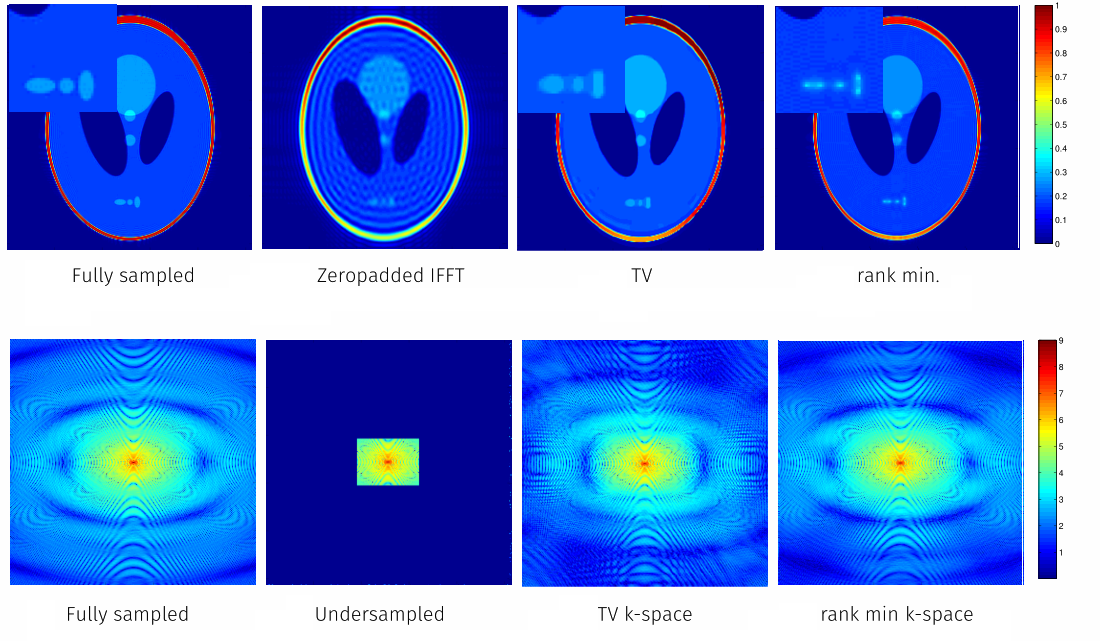 1
0.9
0.8
0.7
0.6
0.5
0.4
0.3
0.2
0.1
0
Fully sampled
Zeropadded IFFT
TV
rank min.
9
8
7
6
5
4
3
2
1
Fully sampled
Undersampled
TV k-space
rank min k-space